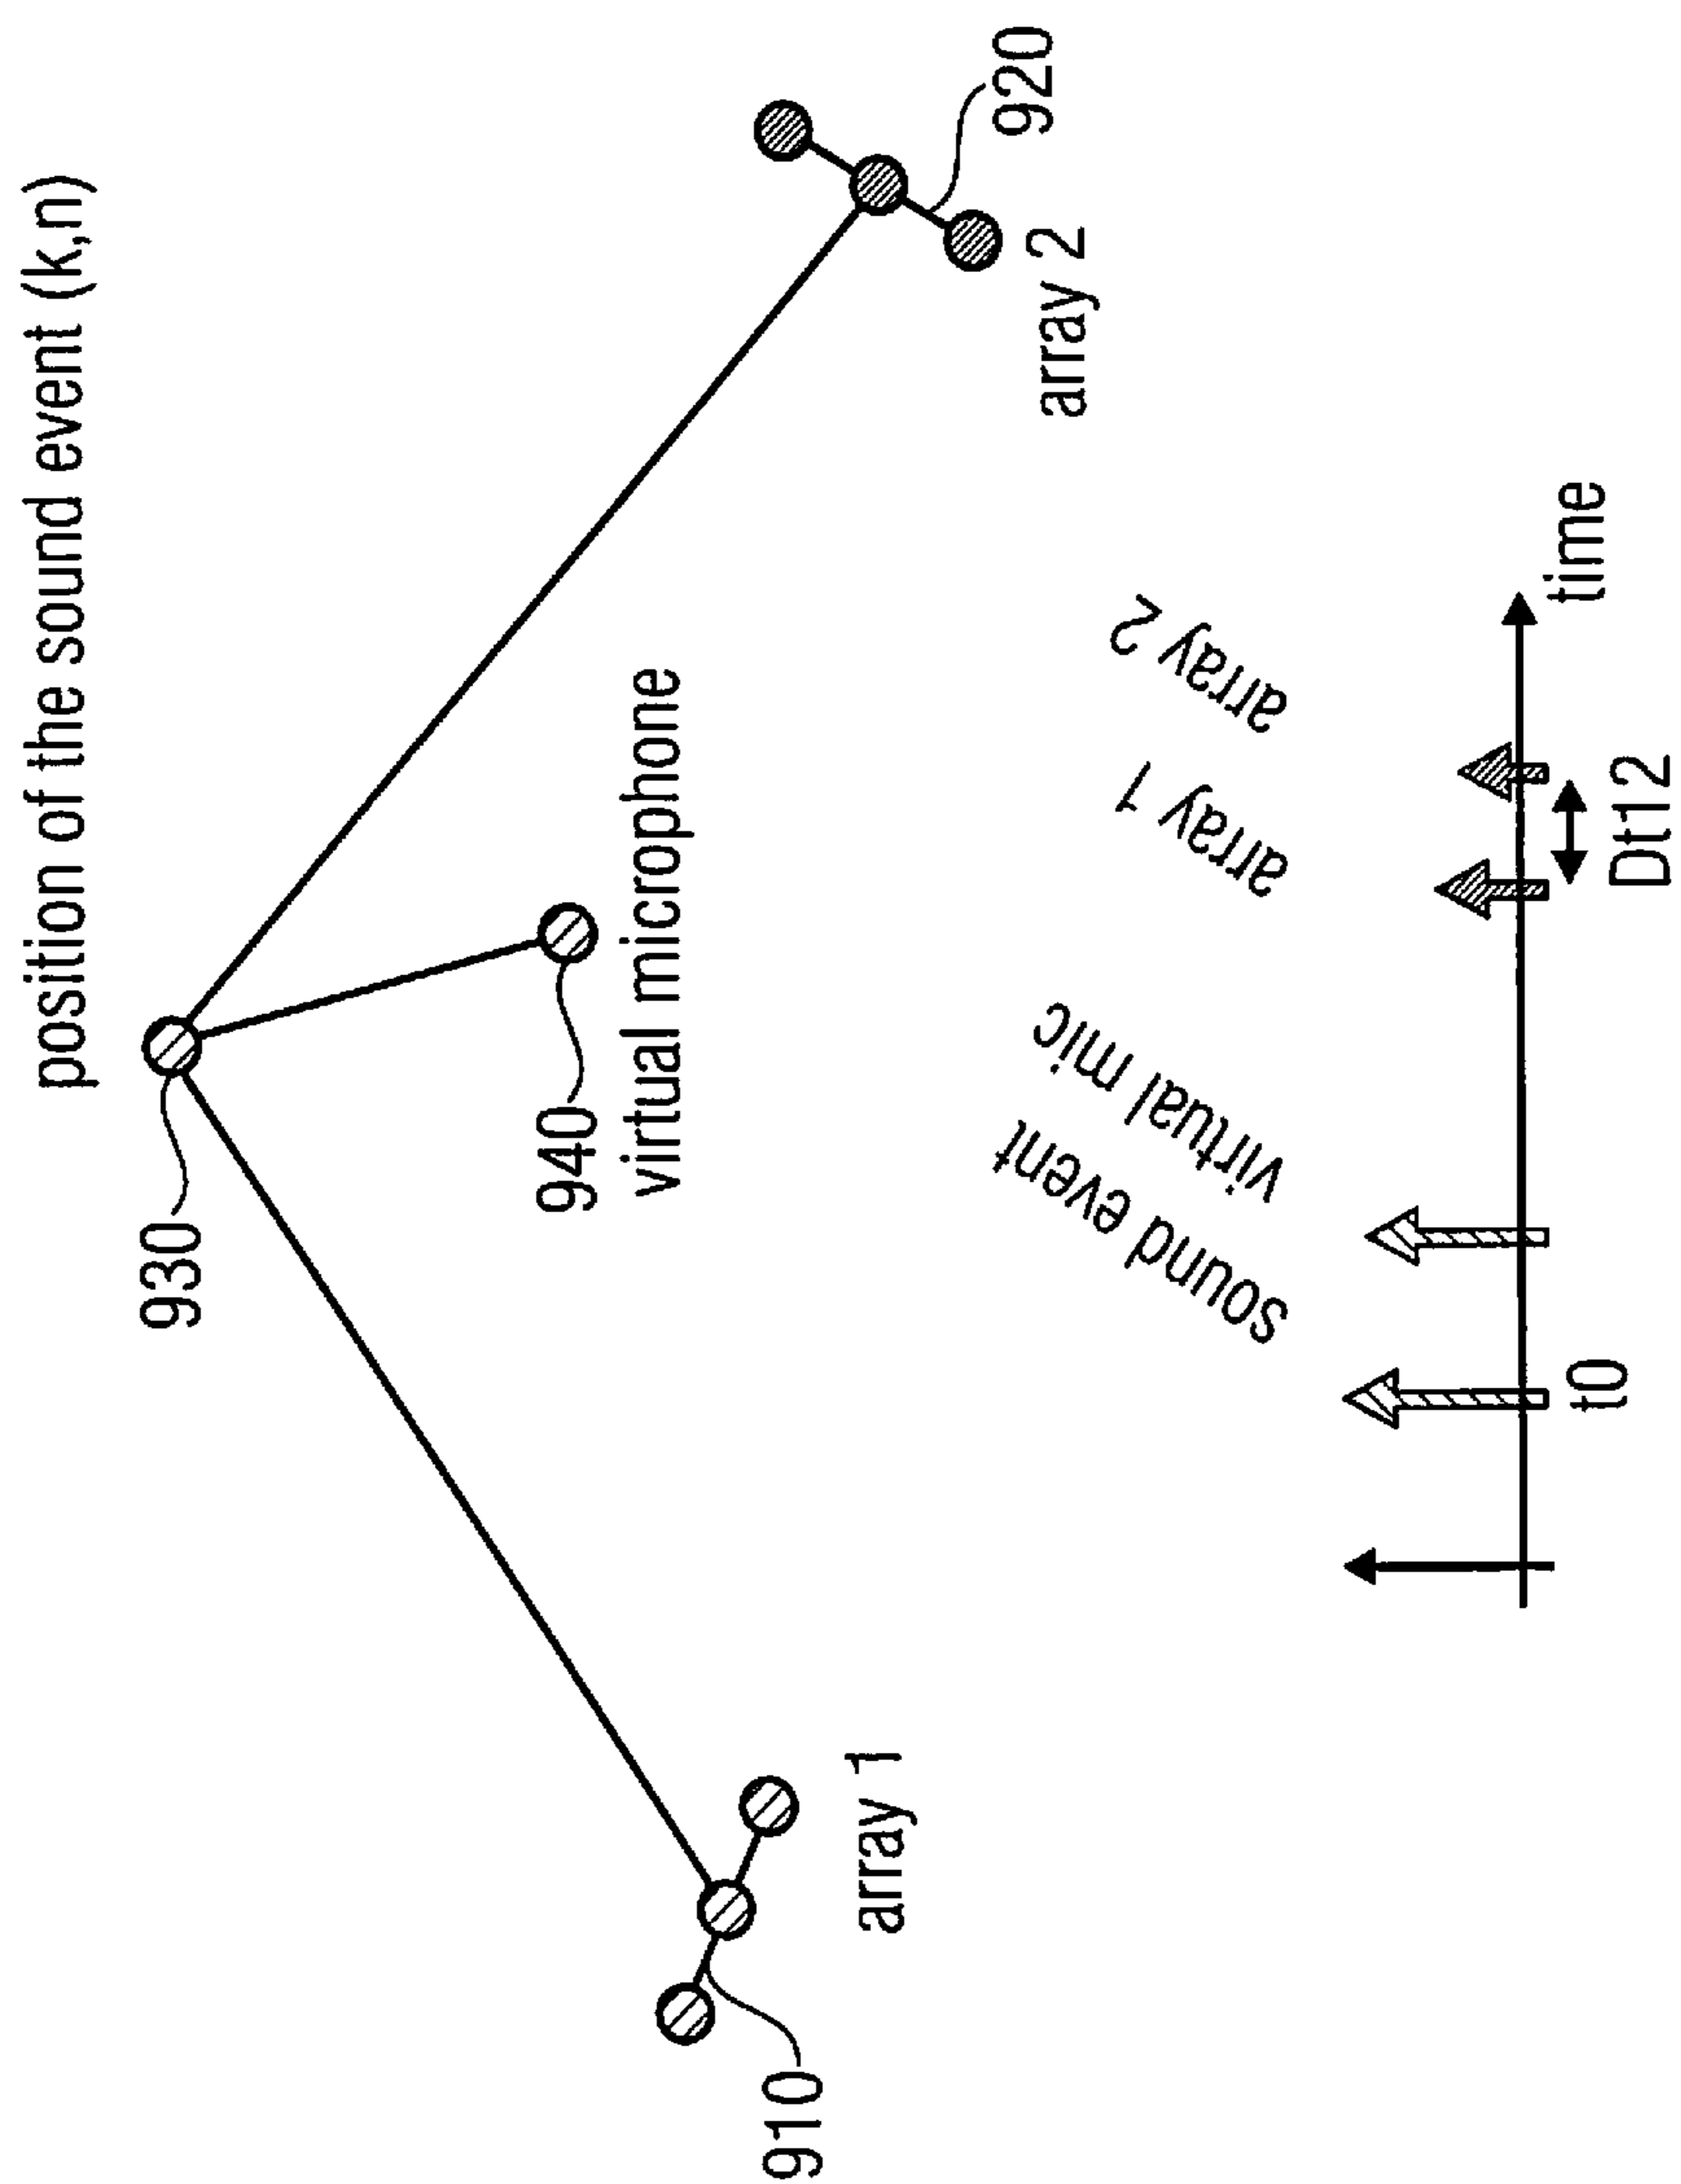 position of the sound event (k,n)
930
940
virtual microphone
910
array 1
920
array 2
sound event
virtual mic
array 1
array 2
t0
Dt12
time